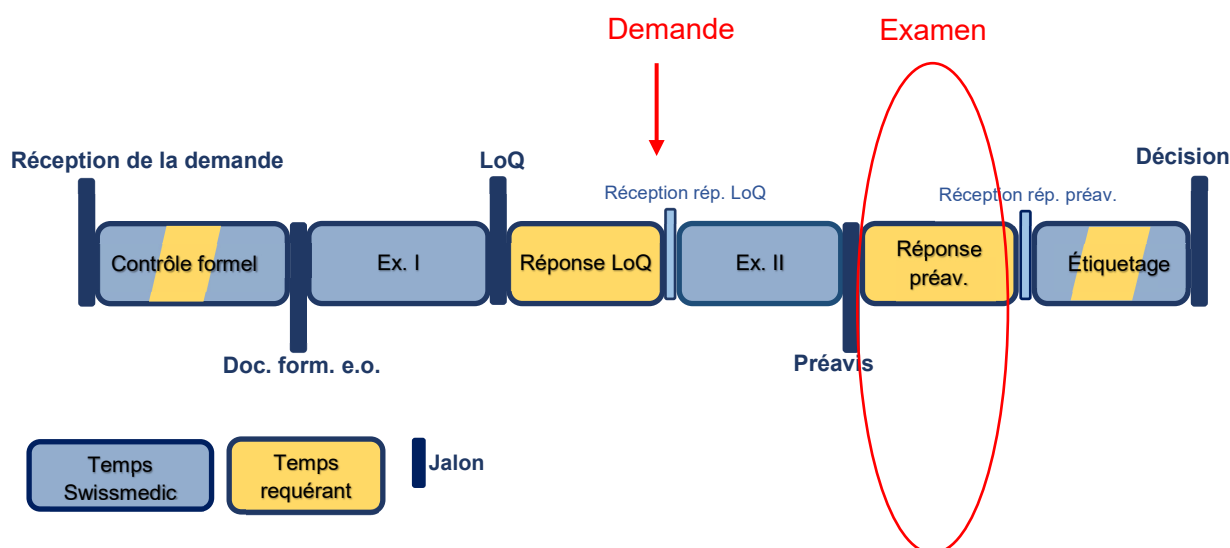 Demande
Examen
Réception de la demande
LoQ
Décision
Réception rép. LoQ
Réception rép. préav.
Contrôle formel
Ex. I
Réponse LoQ
Ex. II
Réponse
préav.
Étiquetage
Doc. form. e.o.
Préavis
Temps
Swissmedic
Temps
requérant
Jalon